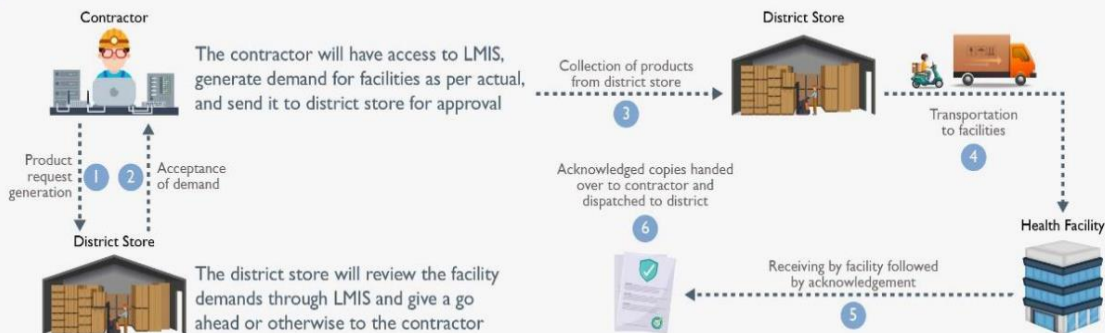 Contractor
The contractor will have access to LMIS,
generate demand for facilities as per actual,
and send it to district store for approval
Product
request
generation
1
2
Acceptance
of demand
District Store
The district store will review the facility
demands through LMIS and give a go
ahead or otherwise to the contractor
Collection of products
from district store
3
District Store
Transportation
to facilities
4
Health Facility
Receiving by facility followed
by acknowledgement
5
Acknowledged copies handed
over to contractor and
dispatched to district
6